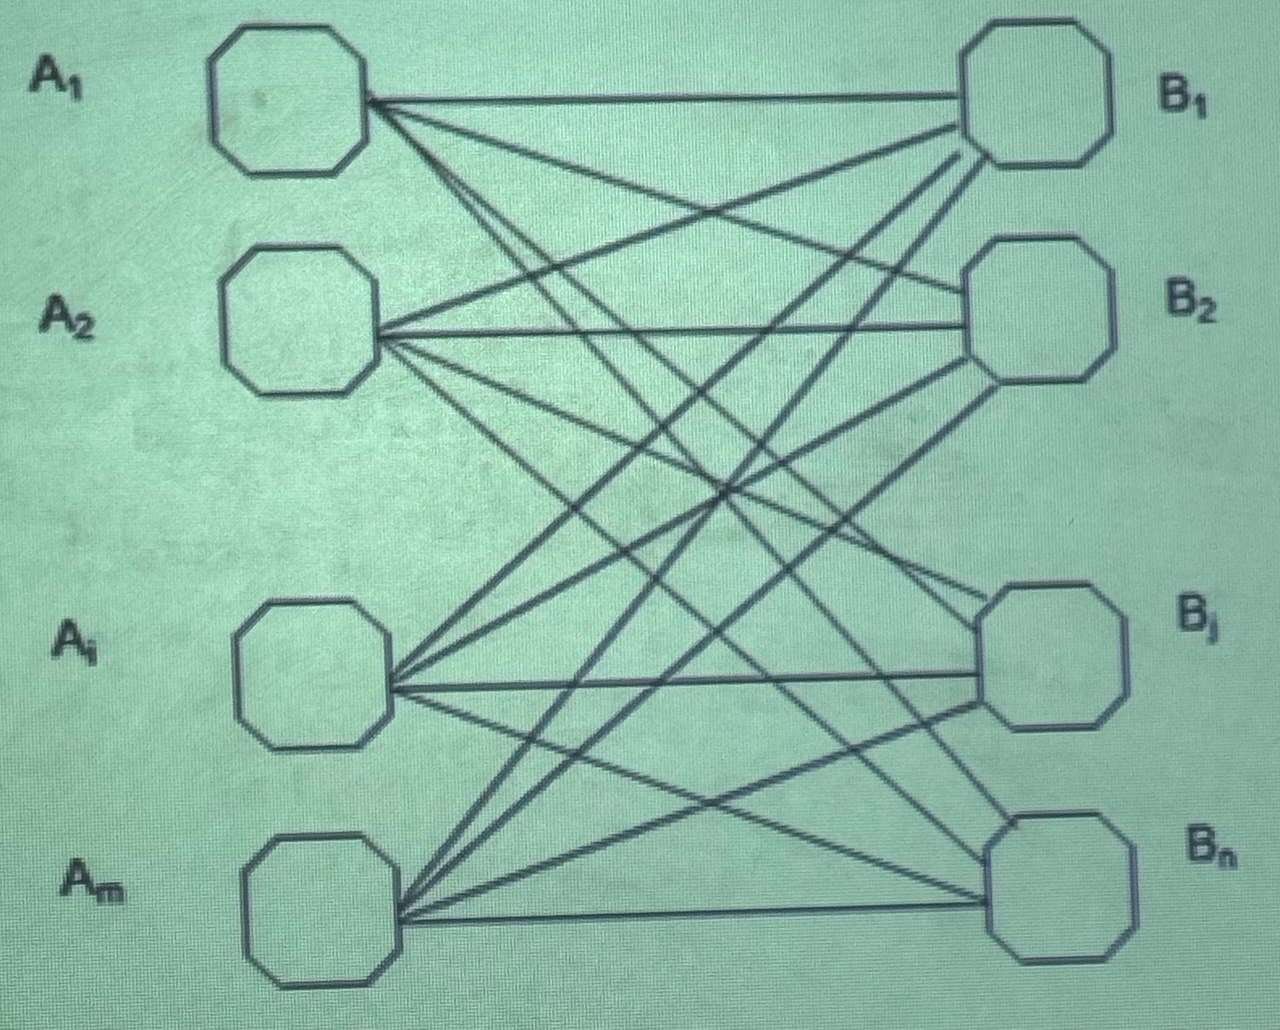 A₁
B₁
A₂
B₂
Aᵢ
Bⱼ
Aₘ
Bₙ